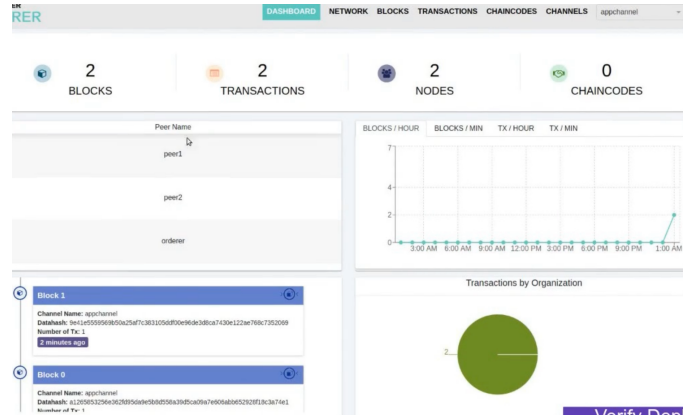 RER
DASHBOARD NETWORK BLOCKS TRANSACTIONS CHAINCODES CHANNELS appchannel
2 2 2 0
BLOCKS TRANSACTIONS NODES CHAINCODES
Peer Name
peer1
peer2
orderer
BLOCKS / HOUR BLOCKS / MIN TX / HOUR TX / MIN
7
4
2
0
3:00 AM 6:00 AM 9:00 AM 12:00 PM 3:00 PM 6:00 PM 9:00 PM 1:00 AM
Block 1
Channel Name: appchannel
Datahash:
Number of Tx: 1
2 minutes ago
Block 0
Channel Name: appchannel
Datahash:
Number of Tx: 1
Transactions by Organization
2